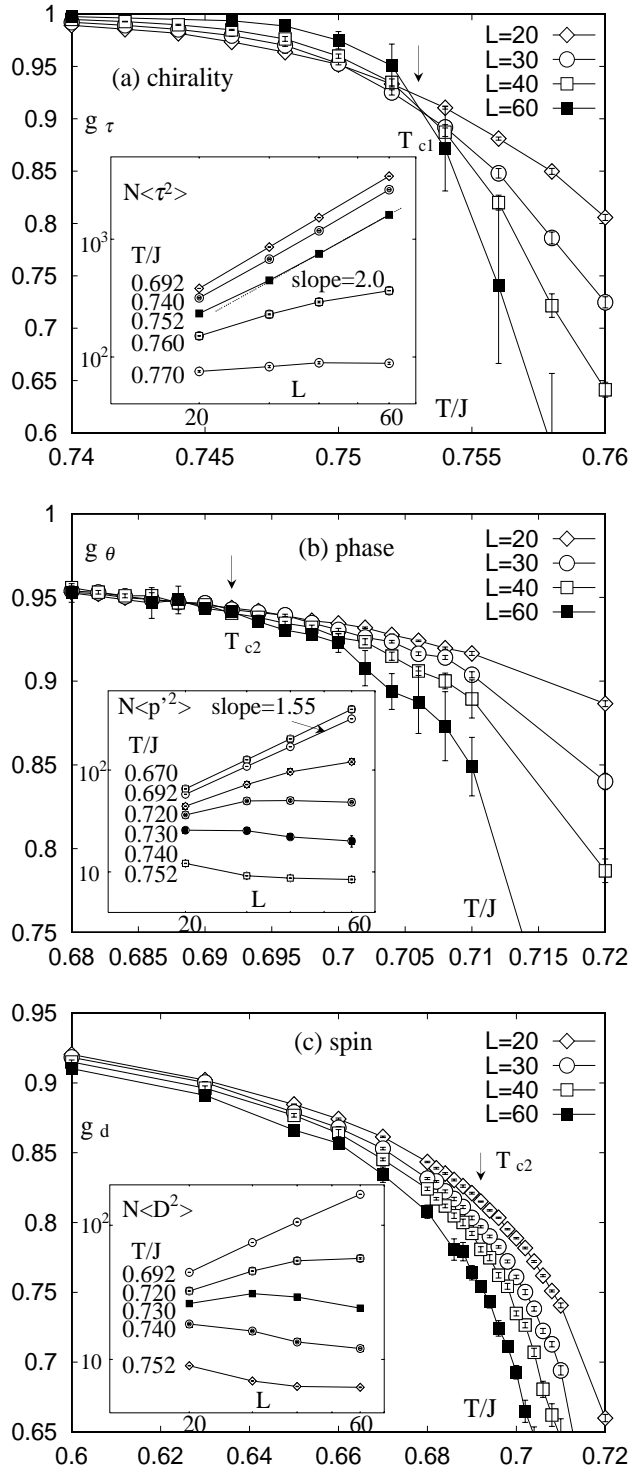 1
0.95
0.9
0.85
0.8
0.75
0.7
0.65
0.6
(a) chirality
L=20
L=30
L=40
L=60
g τ
T c1
N<τ²>
10³
10²
T/J
0.692
0.740
0.752
0.760
0.770
slope=2.0
20
L
60
T/J
0.74
0.745
0.75
0.755
0.76
1
0.95
0.9
0.85
0.8
0.75
g θ
(b) phase
L=20
L=30
L=40
L=60
T c2
N<p'²>
slope=1.55
T/J
10²
0.670
0.692
0.720
0.730
0.740
0.752
10
20
L
60
T/J
0.68
0.685
0.69
0.695
0.7
0.705
0.71
0.715
0.72
0.95
0.9
0.85
0.8
0.75
0.7
0.65
(c) spin
L=20
L=30
L=40
L=60
g d
T c2
N<D²>
10²
T/J
0.692
0.720
0.730
0.740
0.752
10
20
L
60
T/J
0.6
0.62
0.64
0.66
0.68
0.7
0.72